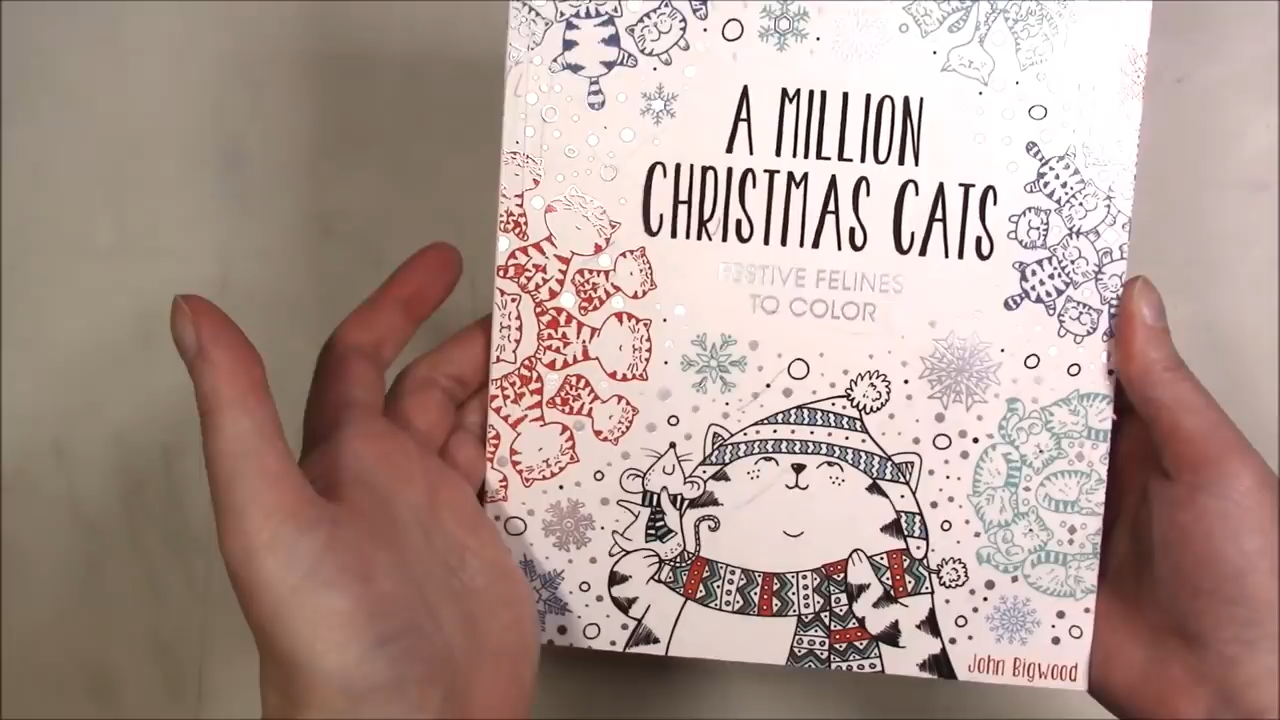 A MILLION
CHRISTMAS CATS
FESTIVE FELINES
TO COLOR
John Bigwood